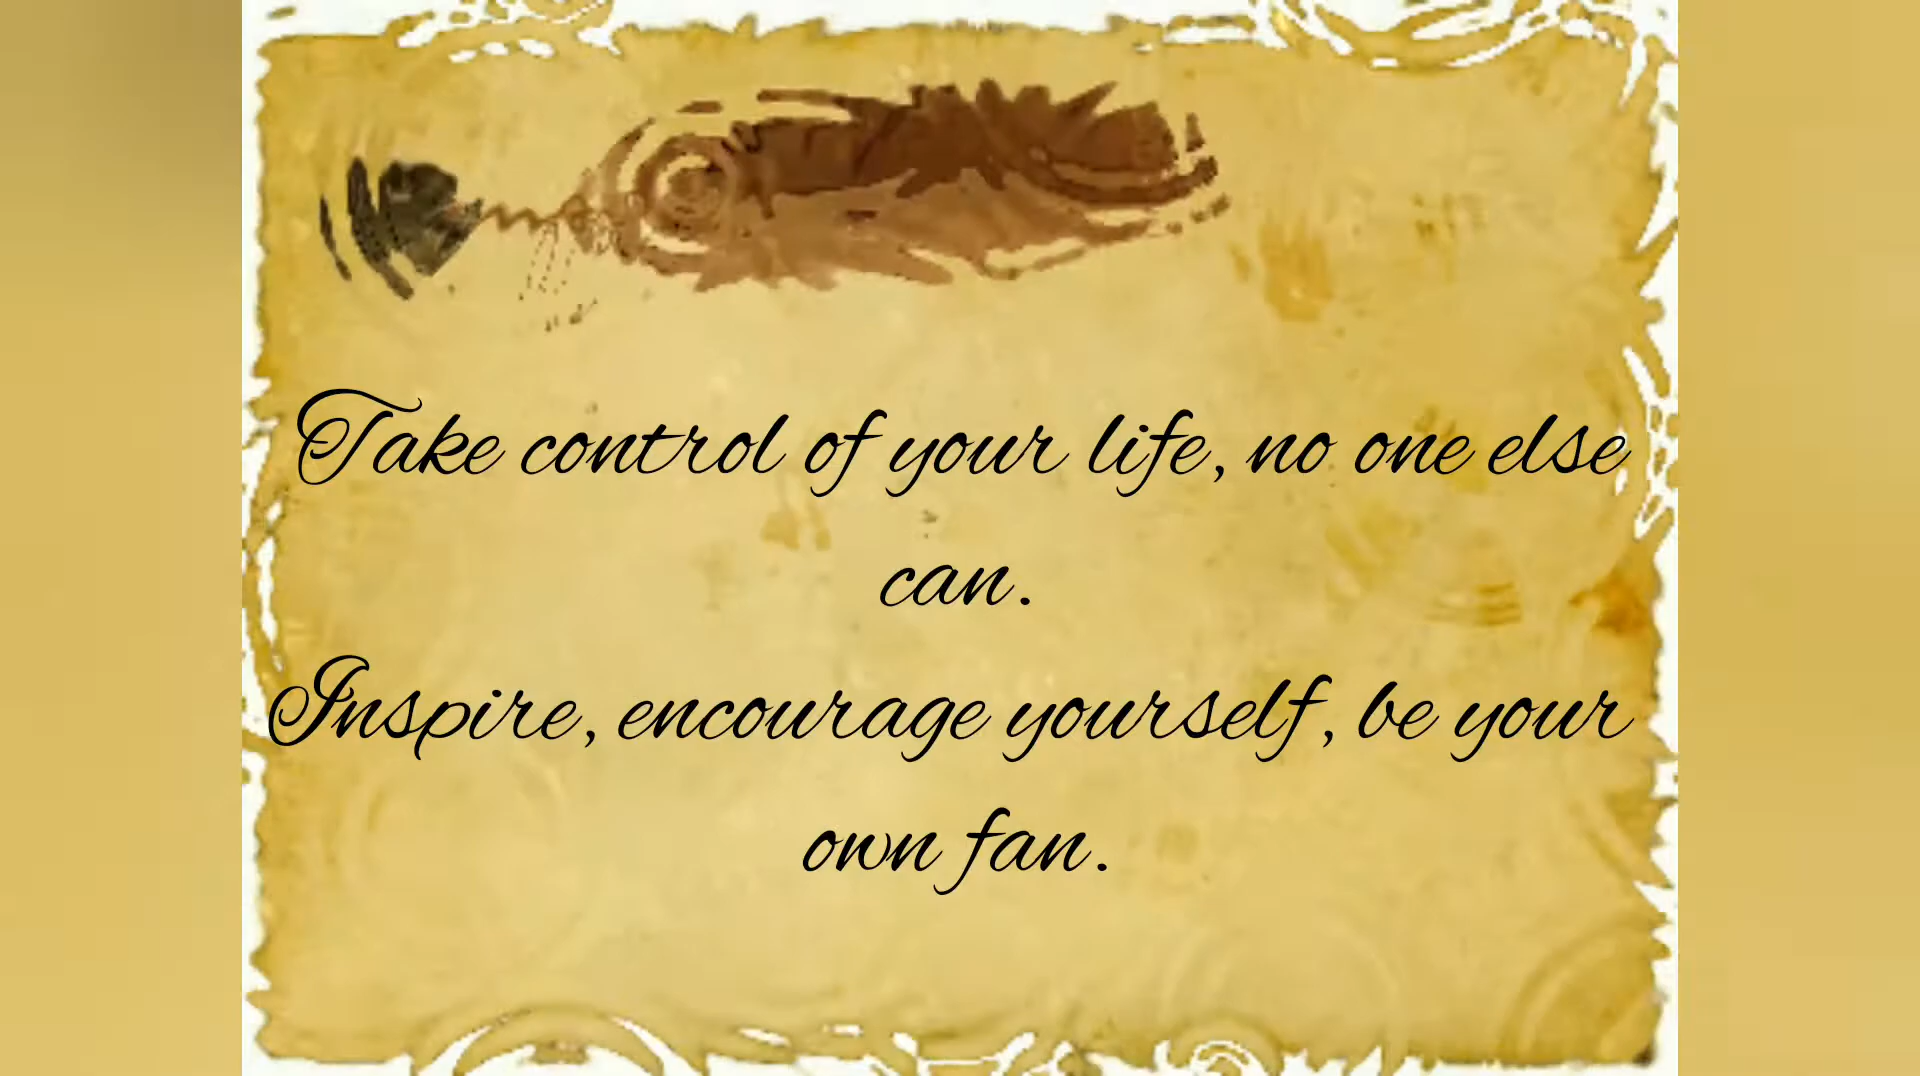 Take control of your life, no one else
can.
Inspire, encourage yourself, be your
own fan.